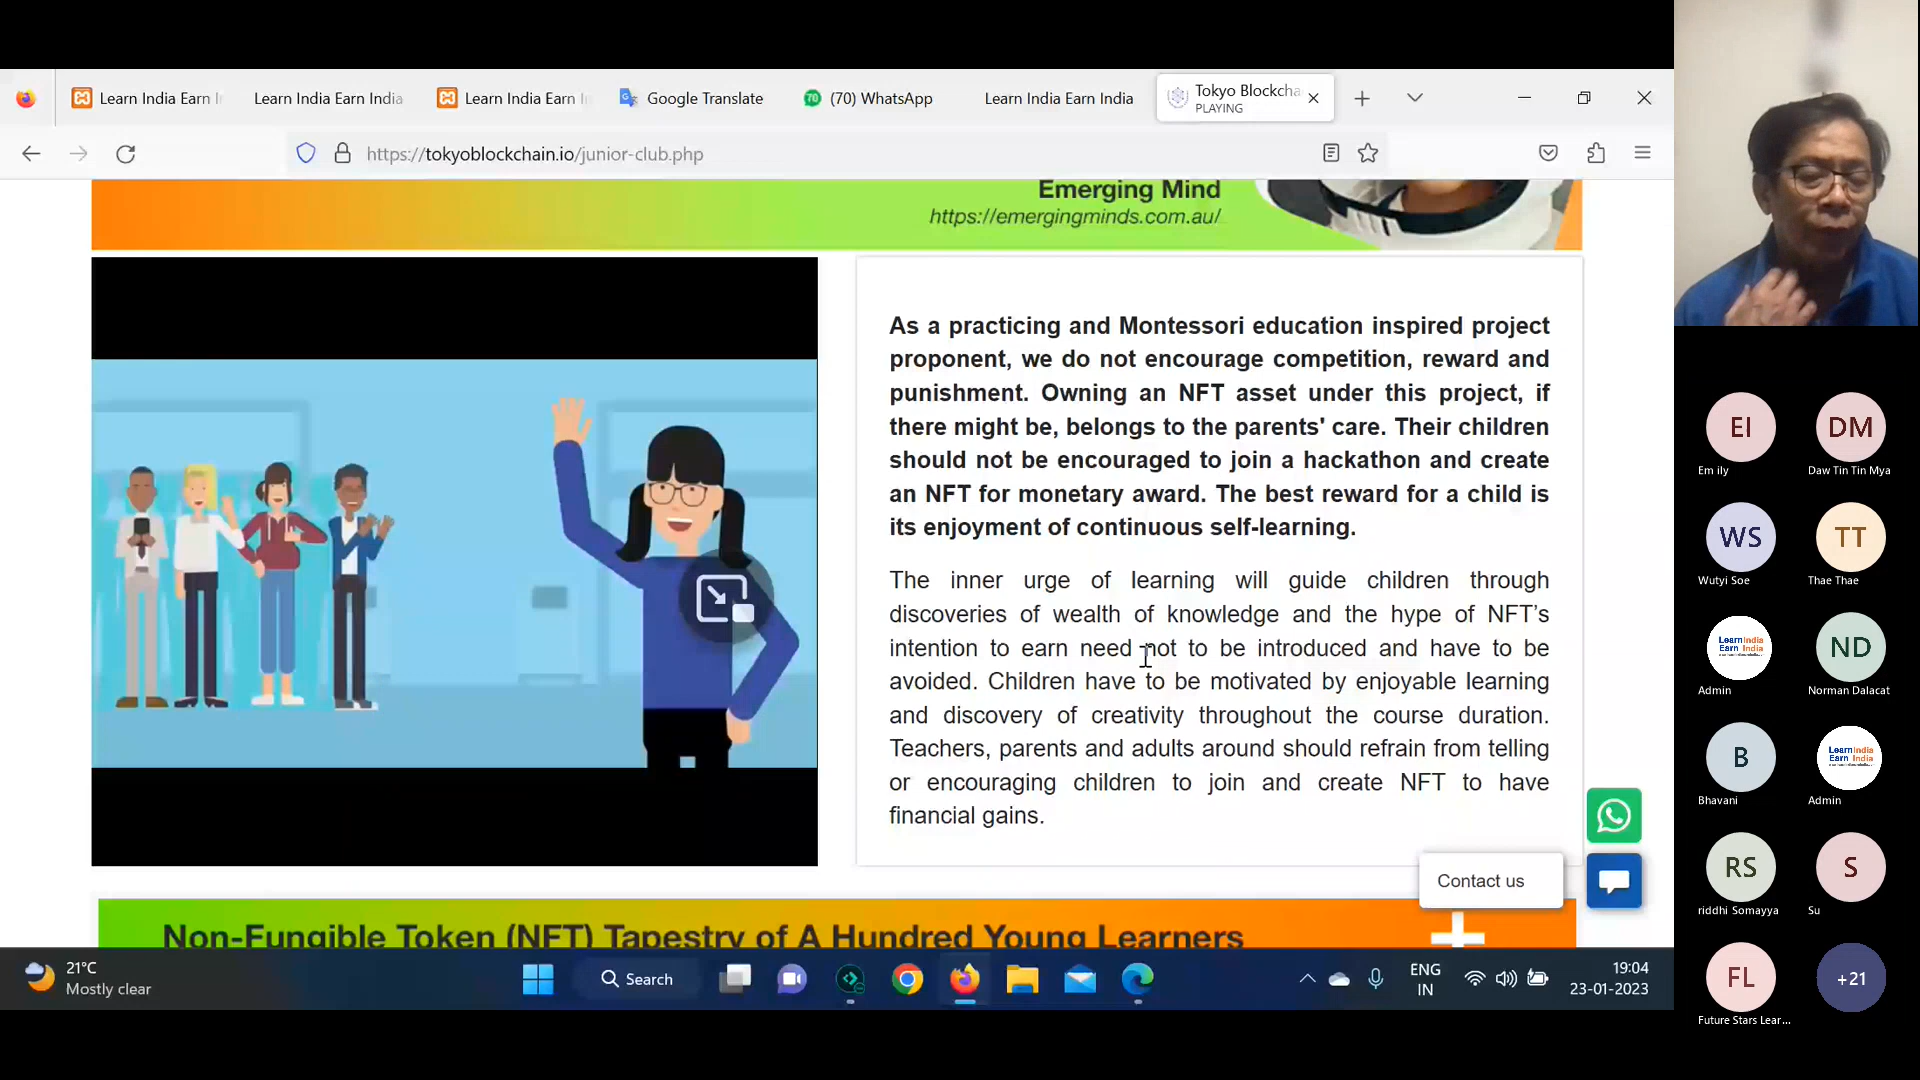 Learn India Earn I
Learn India Earn India
Learn India Earn I
Google Translate
(70) WhatsApp
Learn India Earn India
Tokyo Blockcha
PLAYING
https://tokyoblockchain.io/junior-club.php
Emerging Mind
https://emergingminds.com.au/
As a practicing and Montessori education inspired project
proponent, we do not encourage competition, reward and
punishment. Owning an NFT asset under this project, if
there might be, belongs to the parents' care. Their children
should not be encouraged to join a hackathon and create
an NFT for monetary award. The best reward for a child is
its enjoyment of continuous self-learning.
The inner urge of learning will guide children through
discoveries of wealth of knowledge and the hype of NFT’s
intention to earn need not to be introduced and have to be
avoided. Children have to be motivated by enjoyable learning
and discovery of creativity throughout the course duration.
Teachers, parents and adults around should refrain from telling
or encouraging children to join and create NFT to have
financial gains.
Contact us
Non-Fungible Token (NFT) Tapestry of A Hundred Young Learners
21°C
Mostly clear
Search
ENG
IN
19:04
23-01-2023
EI
Em ily
DM
Daw Tin Tin Mya
WS
Wutyi Soe
TT
Thae Thae
Learn India
Earn India
Admin
ND
Norman Dalacat
B
Bhavani
Learn India
Earn India
Admin
RS
riddhi Somayya
S
Su
FL
Future Stars Lear...
+21